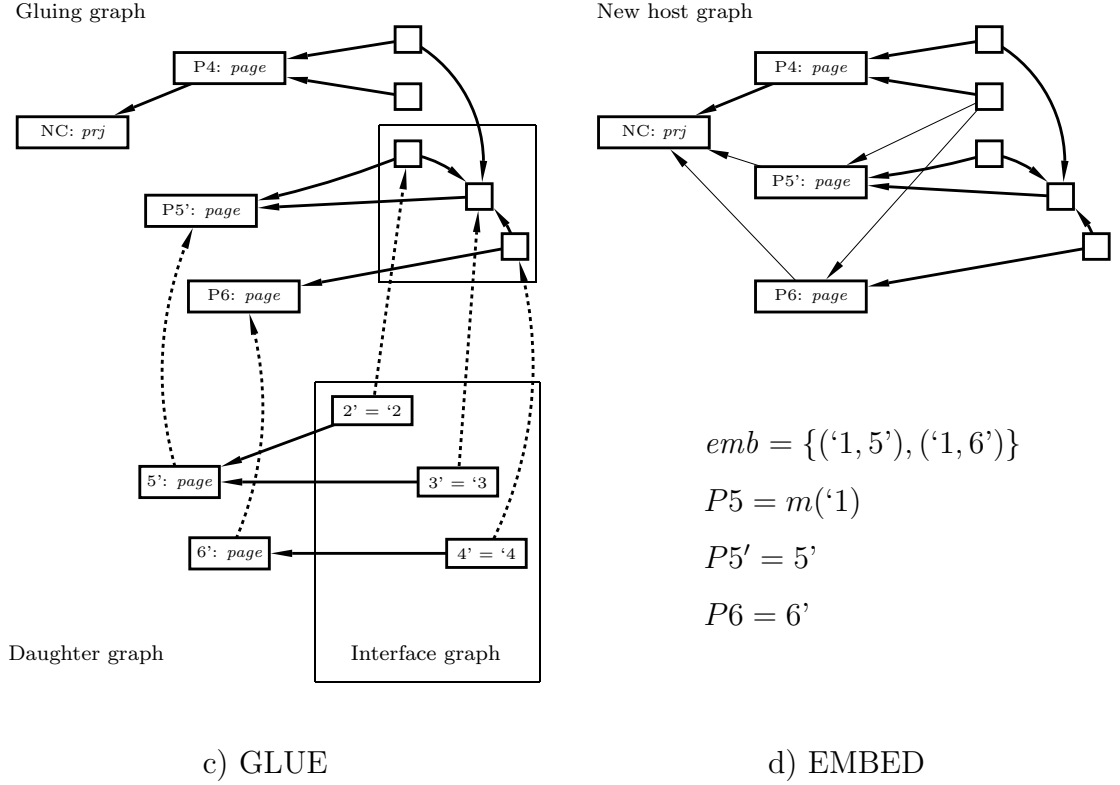 Gluing graph
P4: page
NC: prj
P5’: page
P6: page
2’ = ‘2
5’: page
3’ = ‘3
6’: page
4’ = ‘4
Daughter graph
Interface graph
c) GLUE
New host graph
P4: page
NC: prj
P5’: page
P6: page
emb = {(‘1, 5’), (‘1, 6’)}
P5 = m(‘1)
P5′ = 5’
P6 = 6’
d) EMBED